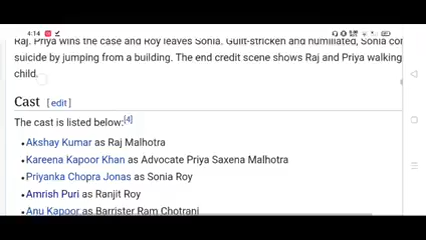 4:14
Raj. Priya wins the case and Roy leaves Sonia. Guilt-stricken and humiliated, Sonia
suicide by jumping from a building. The end credit scene shows Raj and Priya walking
child.
Cast [edit]
The cast is listed below:[4]
• Akshay Kumar as Raj Malhotra
• Kareena Kapoor Khan as Advocate Priya Saxena Malhotra
• Priyanka Chopra Jonas as Sonia Roy
• Amrish Puri as Ranjit Roy
• Anu Kapoor as Barrister Ram Chotrani